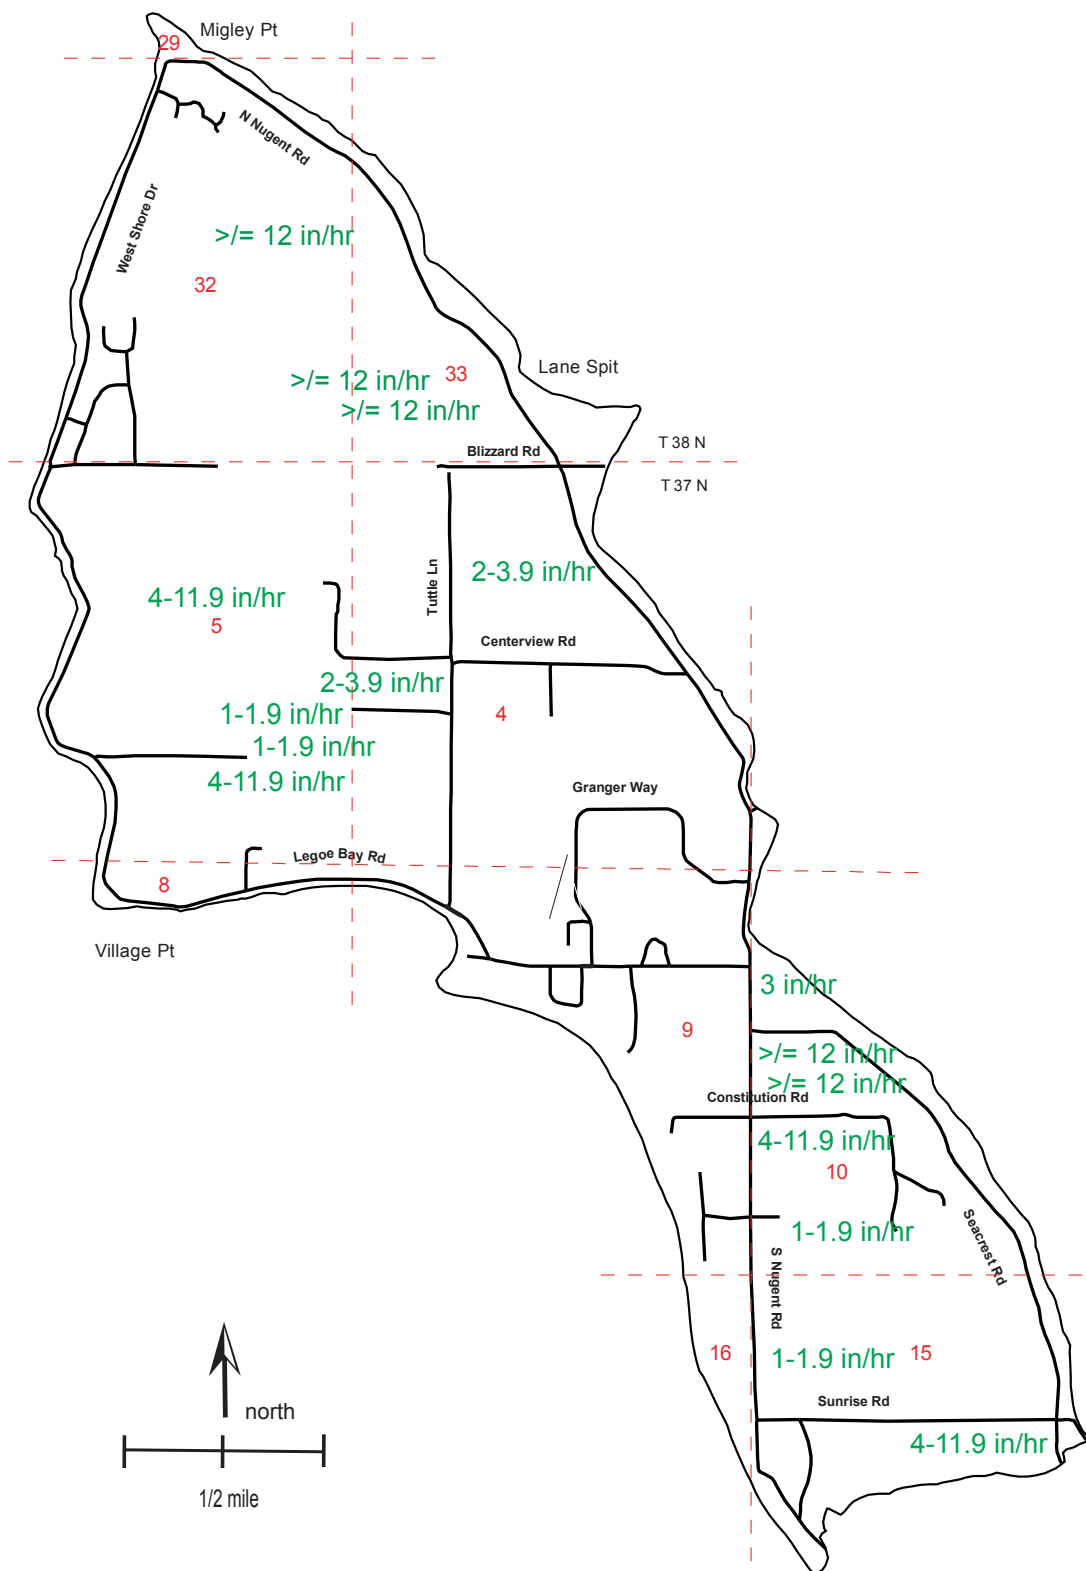 Migley Pt
29
N Nugent Rd
West Shore Dr
>/= 12 in/hr
32
Lane Spit
>/= 12 in/hr
33
>/= 12 in/hr
T 38 N
Blizzard Rd
T 37 N
Tuttle Ln
2-3.9 in/hr
4-11.9 in/hr
5
Centerview Rd
2-3.9 in/hr
1-1.9 in/hr
4
1-1.9 in/hr
4-11.9 in/hr
Granger Way
Legoe Bay Rd
8
Village Pt
3 in/hr
9
>/= 12 in/hr
>/= 12 in/hr
Constitution Rd
4-11.9 in/hr
10
1-1.9 in/hr
Seacrest Rd
S Nugent Rd
16
1-1.9 in/hr
15
Sunrise Rd
north
4-11.9 in/hr
1/2 mile